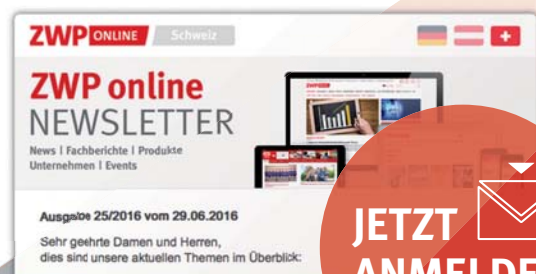 ZWP ONLINE Schweiz
ZWP online
NEWSLETTER
News | Fachberichte | Produkte
Unternehmen | Events
Ausgabe 25/2016 vom 29.06.2016
Sehr geehrte Damen und Herren,
dies sind unsere aktuellen Themen im Überblick:
JETZT
ANMELDE